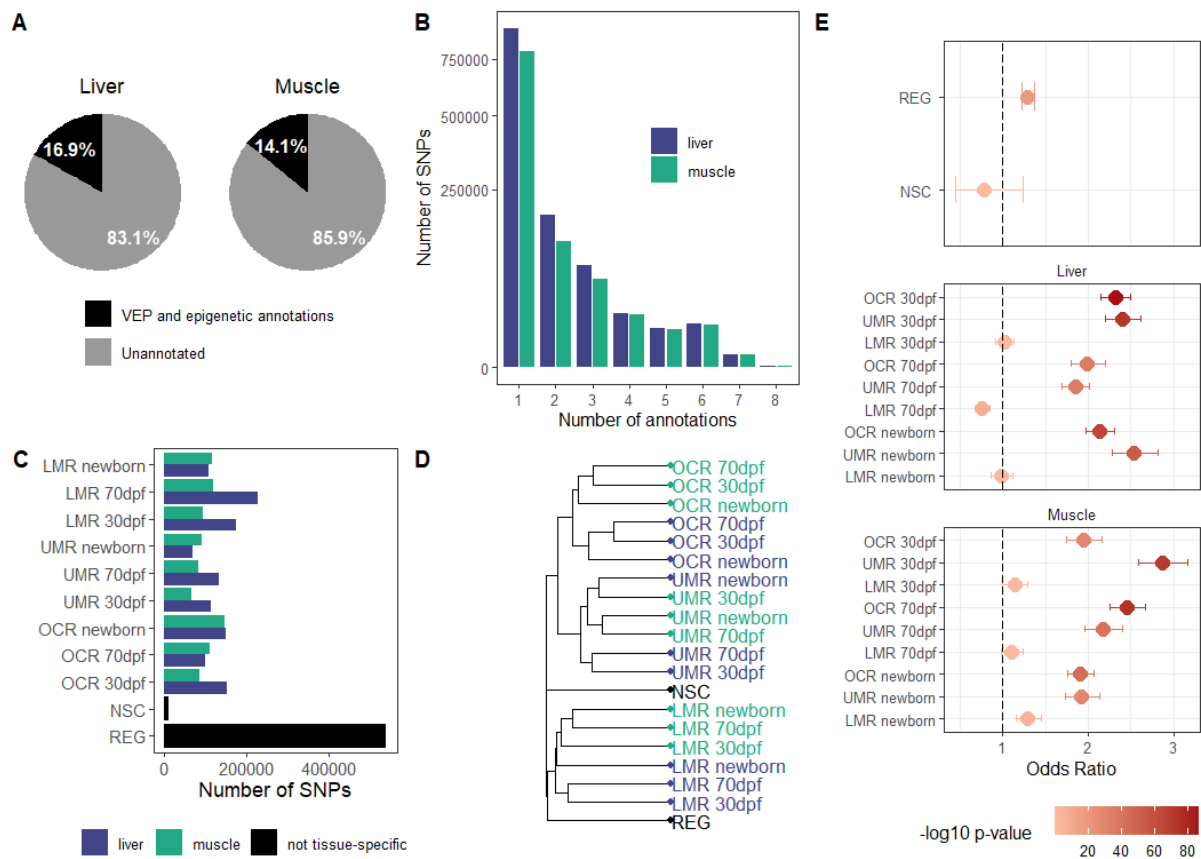 A
Liver
Muscle
16.9%
83.1%
14.1%
85.9%
VEP and epigenetic annotations
Unannotated
B
Number of SNPs
750000
500000
250000
0
liver
muscle
1 2 3 4 5 6 7 8
Number of annotations
C
LMR newborn
LMR 70dpf
LMR 30dpf
UMR newborn
UMR 70dpf
UMR 30dpf
OCR newborn
OCR 70dpf
OCR 30dpf
NSC
REG
0 200000 400000
Number of SNPs
liver
muscle
not tissue-specific
D
OCR 70dpf
OCR 30dpf
OCR newborn
OCR 70dpf
OCR 30dpf
OCR newborn
UMR newborn
UMR 30dpf
UMR newborn
UMR 70dpf
UMR 70dpf
UMR 30dpf
NSC
LMR newborn
LMR 70dpf
LMR 30dpf
LMR newborn
LMR 70dpf
LMR 30dpf
REG
E
REG
NSC
Liver
OCR 30dpf
UMR 30dpf
LMR 30dpf
OCR 70dpf
UMR 70dpf
LMR 70dpf
OCR newborn
UMR newborn
LMR newborn
Muscle
OCR 30dpf
UMR 30dpf
LMR 30dpf
OCR 70dpf
UMR 70dpf
LMR 70dpf
OCR newborn
UMR newborn
LMR newborn
1 2 3
Odds Ratio
-log10 p-value
20 40 60 80